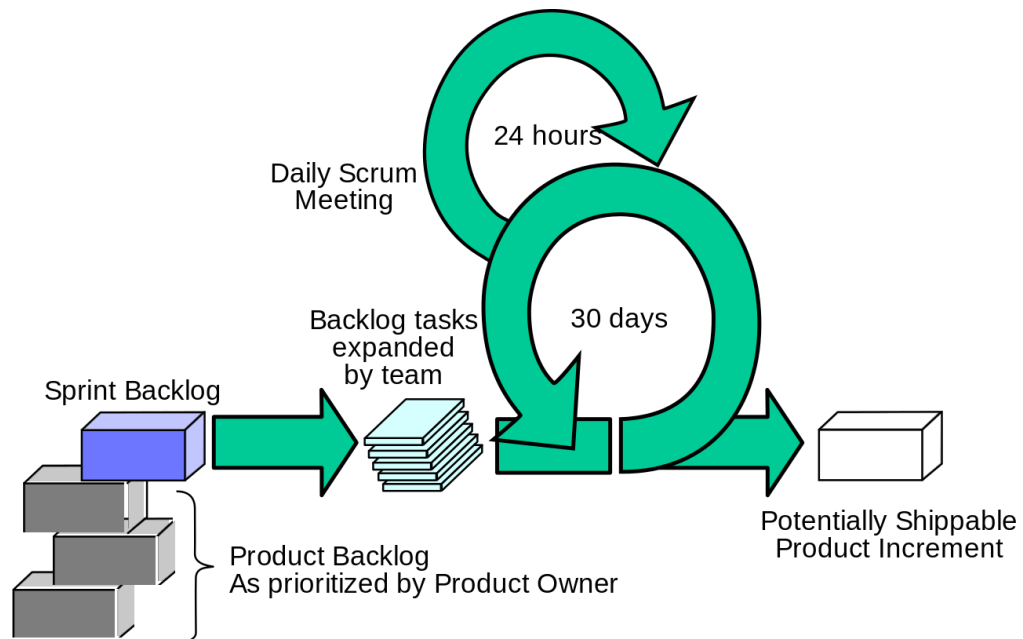 24 hours
Daily Scrum
Meeting
30 days
Backlog tasks
expanded
by team
Sprint Backlog
Potentially Shippable
Product Increment
Product Backlog
As prioritized by Product Owner